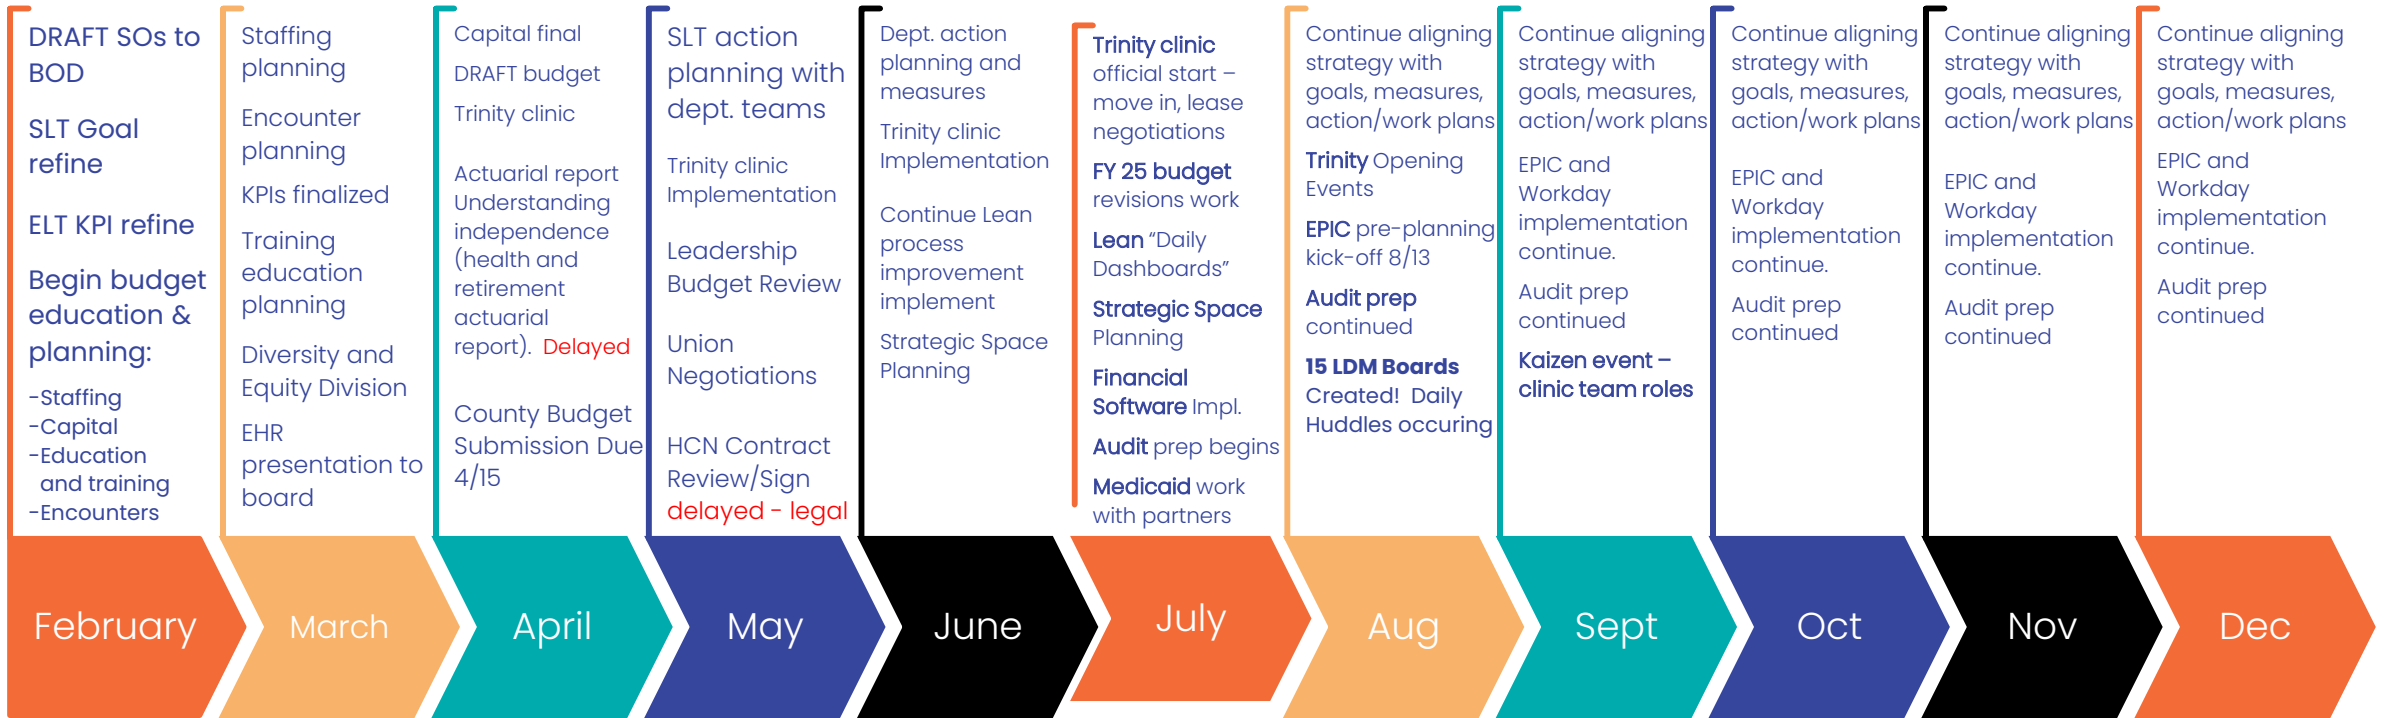 DRAFT SOs to
BOD
SLT Goal
refine
ELT KPI refine
Begin budget
education &
planning:
-Staffing
-Capital
-Education
and training
-Encounters
Staffing
planning
Encounter
planning
KPIs finalized
Training
education
planning
Diversity and
Equity Division
EHR
presentation to
board
Capital final
DRAFT budget
Trinity clinic
Actuarial report
Understanding
independence
(health and
retirement
actuarial
report). Delayed
County Budget
Submission Due
4/15
SLT action
planning with
dept. teams
Trinity clinic
Implementation
Leadership
Budget Review
Union
Negotiations
HCN Contract
Review/Sign
delayed - legal
Dept. action
planning and
measures
Trinity clinic
Implementation
Continue Lean
process
improvement
implement
Strategic Space
Planning
Trinity clinic
official start –
move in, lease
negotiations
FY 25 budget
revisions work
Lean “Daily
Dashboards”
Strategic Space
Planning
Financial
Software Impl.
Audit prep begins
Medicaid work
with partners
Continue aligning
strategy with
goals, measures,
action/work plans
Trinity Opening
Events
EPIC pre-planning
kick-off 8/13
Audit prep
continued
15 LDM Boards
Created! Daily
Huddles occuring
Continue aligning
strategy with
goals, measures,
action/work plans
EPIC and
Workday
implementation
continue.
Audit prep
continued
Kaizen event –
clinic team roles
Continue aligning
strategy with
goals, measures,
action/work plans
EPIC and
Workday
implementation
continue.
Audit prep
continued
Continue aligning
strategy with
goals, measures,
action/work plans
EPIC and
Workday
implementation
continue.
Audit prep
continued
Continue aligning
strategy with
goals, measures,
action/work plans
EPIC and
Workday
implementation
continue.
Audit prep
continued
February
March
April
May
June
July
Aug
Sept
Oct
Nov
Dec